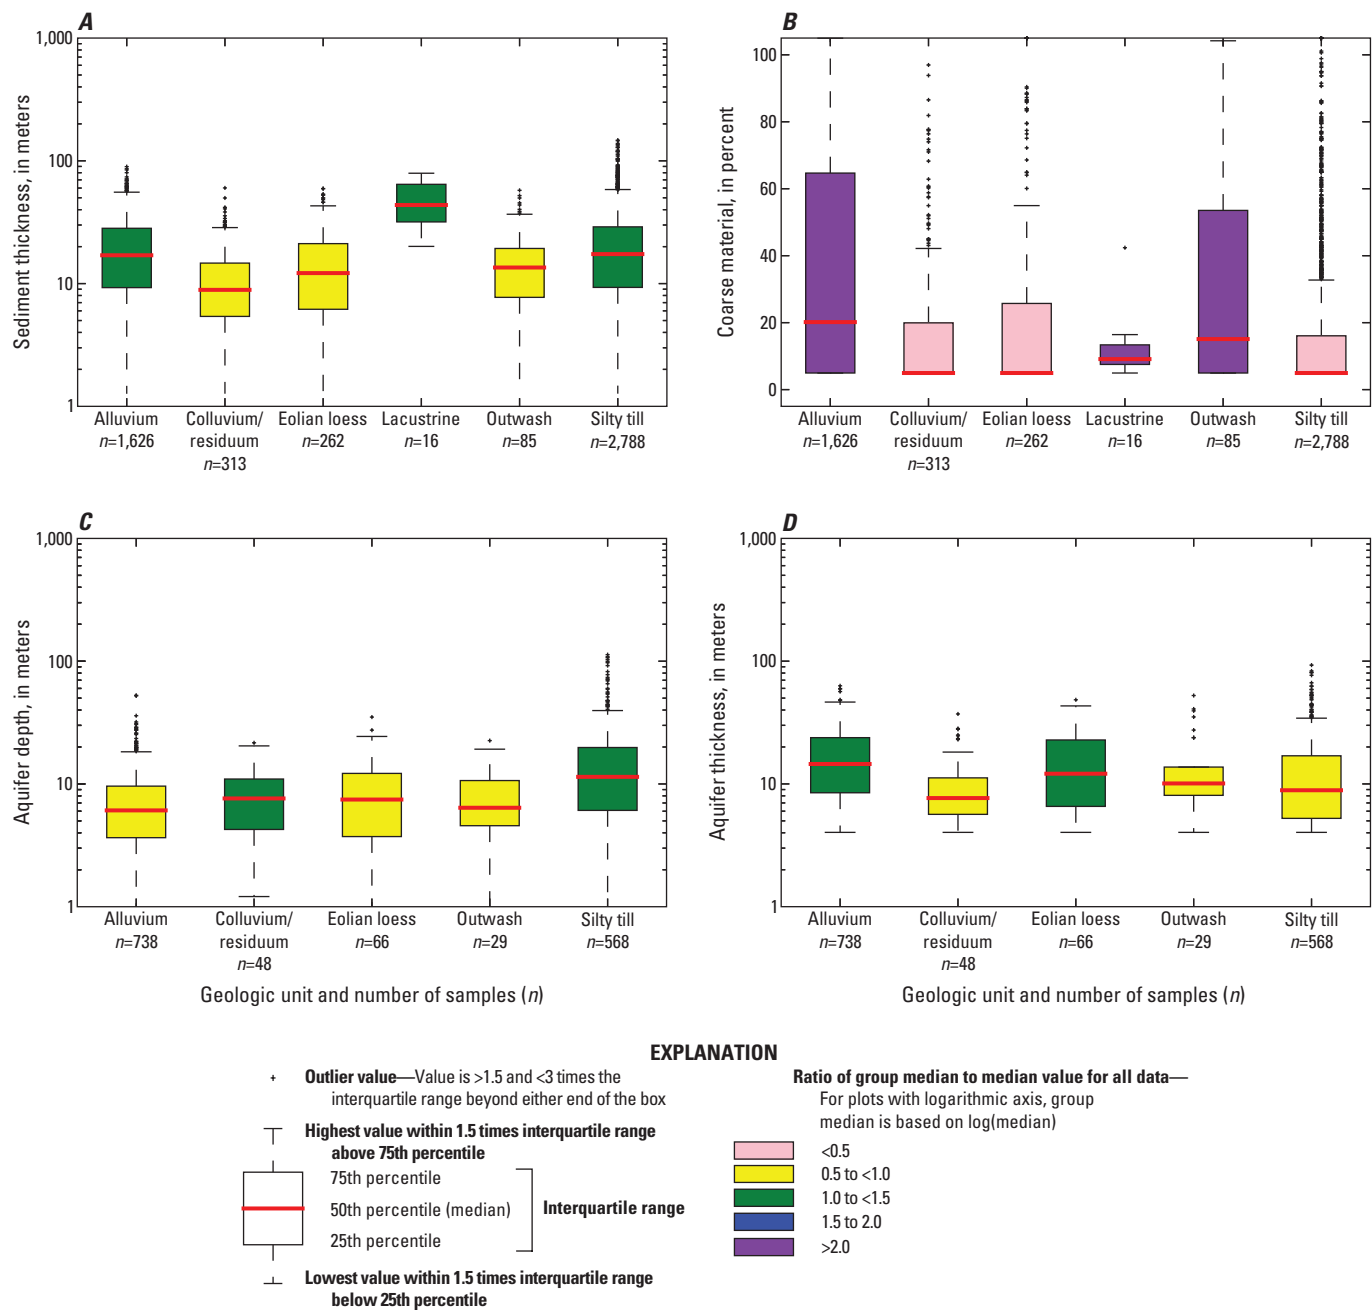 A
1,000
100
10
1
Sediment thickness, in meters
Alluvium
n=1,626
Colluvium/
residuum
n=313
Eolian loess
n=262
Lacustrine
n=16
Outwash
n=85
Silty till
n=2,788
B
100
80
60
40
20
0
Coarse material, in percent
Alluvium
n=1,626
Colluvium/
residuum
n=313
Eolian loess
n=262
Lacustrine
n=16
Outwash
n=85
Silty till
n=2,788
C
1,000
100
10
1
Aquifer depth, in meters
Alluvium
n=738
Colluvium/
residuum
n=48
Eolian loess
n=66
Outwash
n=29
Silty till
n=568
Geologic unit and number of samples (n)
D
1,000
100
10
1
Aquifer thickness, in meters
Alluvium
n=738
Colluvium/
residuum
n=48
Eolian loess
n=66
Outwash
n=29
Silty till
n=568
Geologic unit and number of samples (n)
EXPLANATION
Outlier value—Value is >1.5 and <3 times the
interquartile range beyond either end of the box
Highest value within 1.5 times interquartile range
above 75th percentile
75th percentile
50th percentile (median)
25th percentile
Interquartile range
Lowest value within 1.5 times interquartile range
below 25th percentile
Ratio of group median to median value for all data—
For plots with logarithmic axis, group
median is based on log(median)
<0.5
0.5 to <1.0
1.0 to <1.5
1.5 to 2.0
>2.0